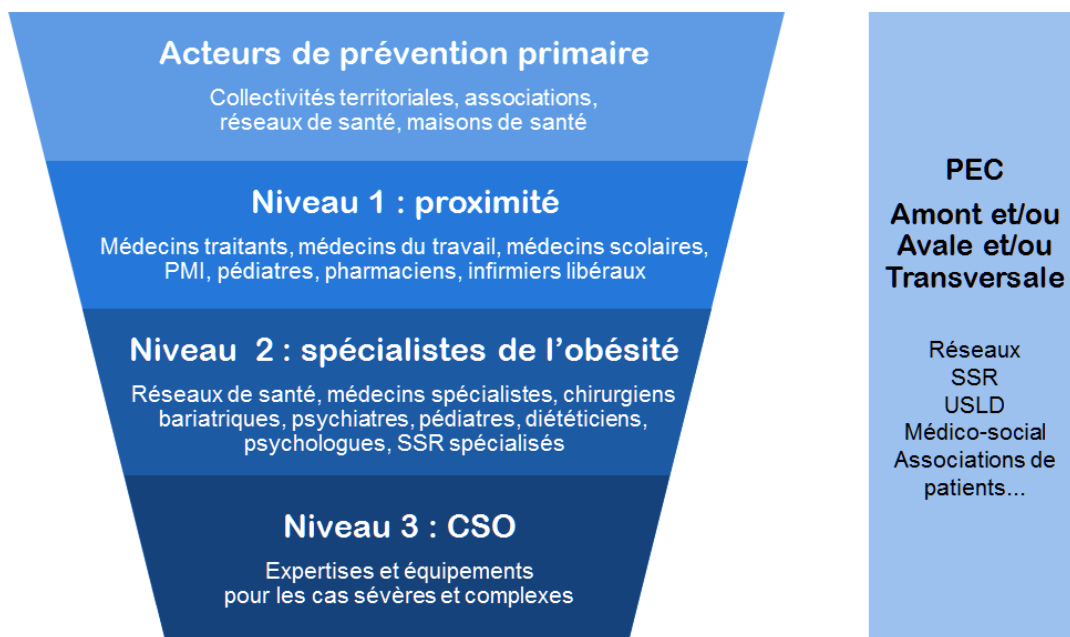 Acteurs de prévention primaire
Collectivités territoriales, associations,
réseaux de santé, maisons de santé
Niveau 1 : proximité
Médecins traitants, médecins du travail, médecins scolaires,
PMI, pédiatres, pharmaciens, infirmiers libéraux
Niveau 2 : spécialistes de l’obésité
Réseaux de santé, médecins spécialistes, chirurgiens
bariatriques, psychiatres, pédiatres, diététiciens,
psychologues, SSR spécialisés
Niveau 3 : CSO
Expertises et équipements
pour les cas sévères et complexes
PEC
Amont et/ou
Avale et/ou
Transversale
Réseaux
SSR
USLD
Médico-social
Associations de
patients...